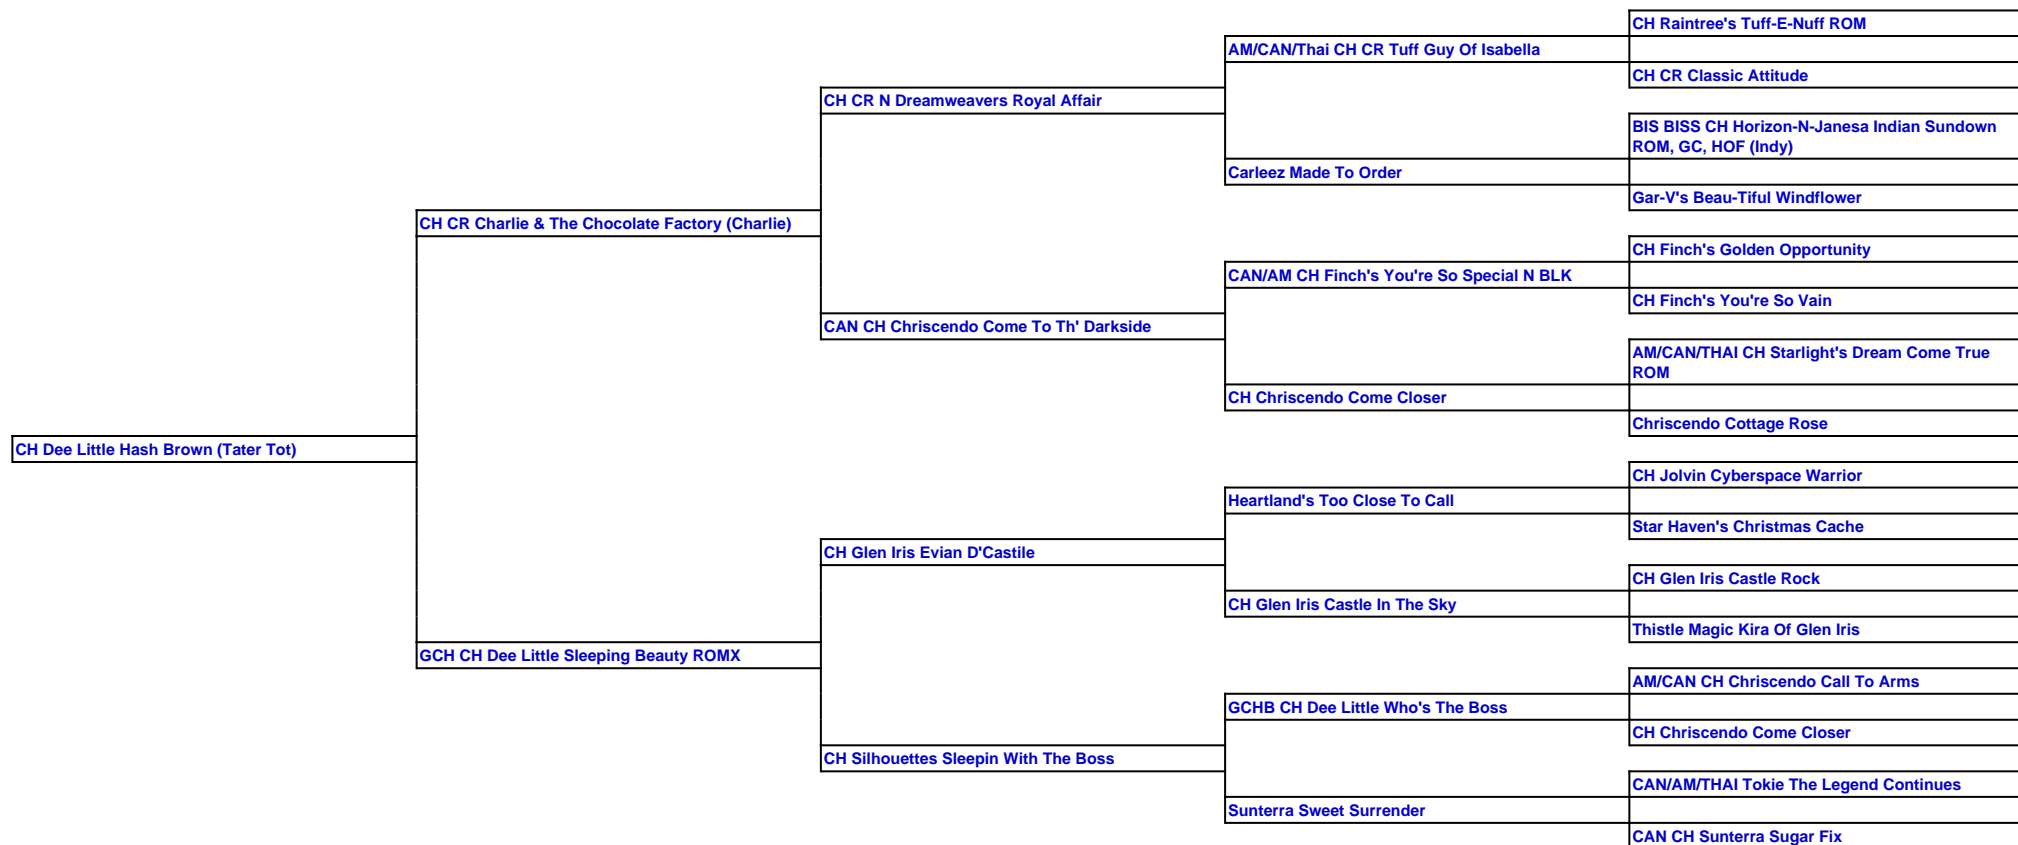 CH Raintree's Tuff-E-Nuff ROM
AM/CAN/Thai CH CR Tuff Guy Of Isabella
CH CR Classic Attitude
CH CR N Dreamweavers Royal Affair
BIS BISS CH Horizon-N-Janesa Indian Sundown
ROM, GC, HOF (Indy)
Carleez Made To Order
Gar-V's Beau-Tiful Windflower
CH CR Charlie & The Chocolate Factory (Charlie)
CH Finch's Golden Opportunity
CAN/AM CH Finch's You're So Special N BLK
CH Finch's You're So Vain
CAN CH Chriscendo Come To Th' Darkside
AM/CAN/THAI CH Starlight's Dream Come True
ROM
CH Chriscendo Come Closer
Chriscendo Cottage Rose
CH Dee Little Hash Brown (Tater Tot)
CH Jolvin Cyberspace Warrior
Heartland's Too Close To Call
Star Haven's Christmas Cache
CH Glen Iris Evian D'Castile
CH Glen Iris Castle Rock
CH Glen Iris Castle In The Sky
Thistle Magic Kira Of Glen Iris
GCH CH Dee Little Sleeping Beauty ROMX
AM/CAN CH Chriscendo Call To Arms
GCHB CH Dee Little Who's The Boss
CH Chriscendo Come Closer
CH Silhouettes Sleepin With The Boss
CAN/AM/THAI Tokie The Legend Continues
Sunterra Sweet Surrender
CAN CH Sunterra Sugar Fix